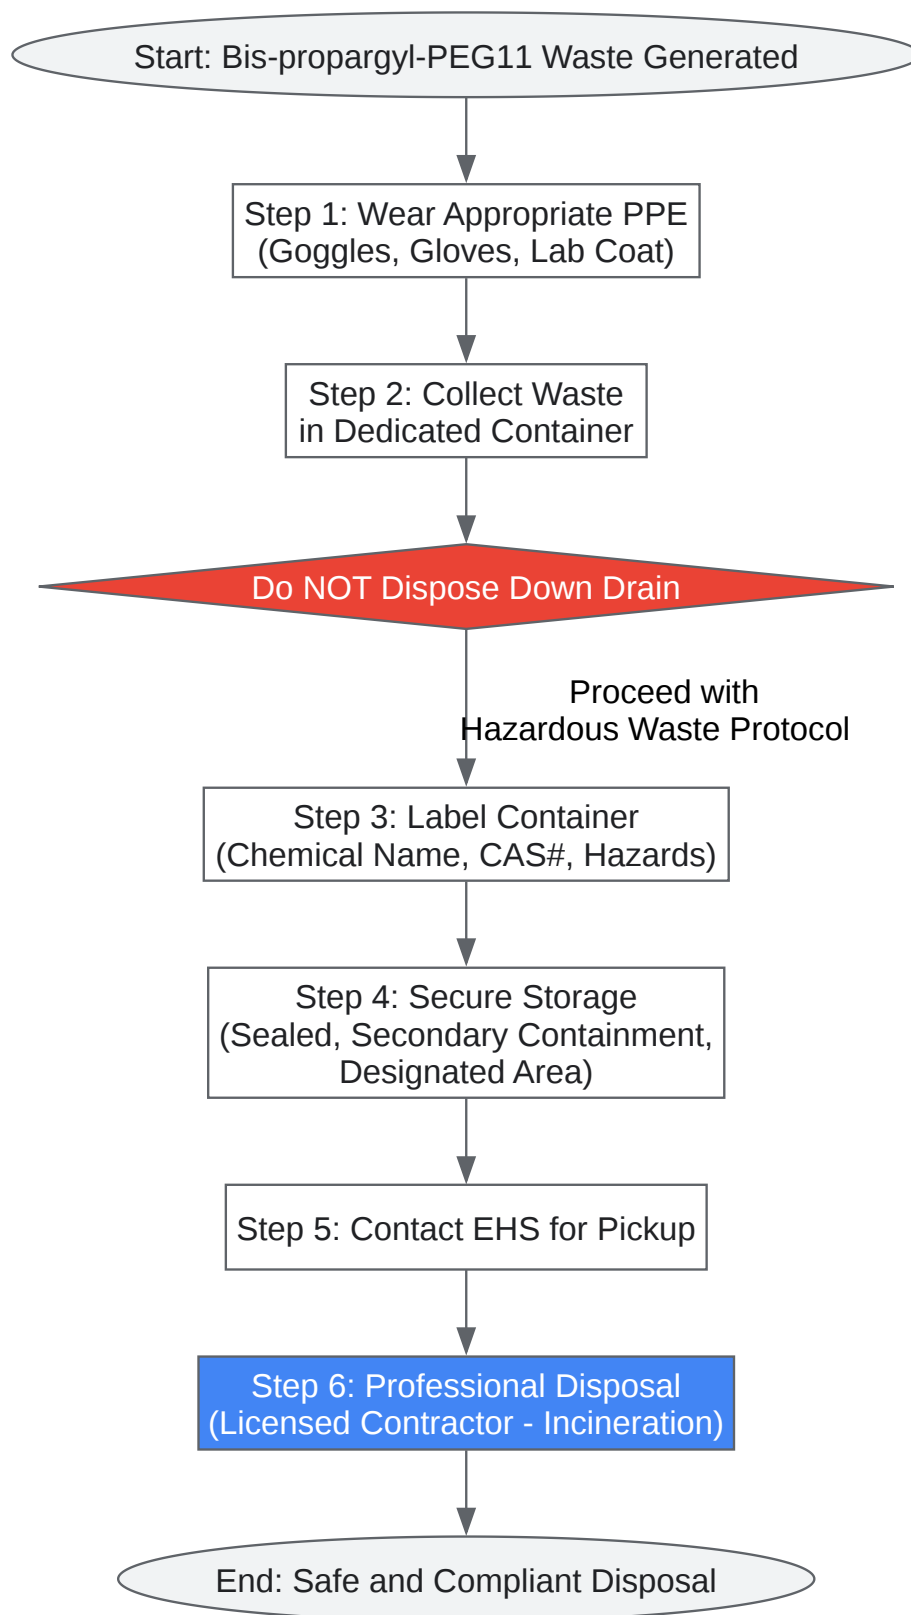 Start: Bis-propargyl-PEG11 Waste Generated
Step 1: Wear Appropriate PPE
(Goggles, Gloves, Lab Coat)
Step 2: Collect Waste
in Dedicated Container
Do NOT Dispose Down Drain
Proceed with
Hazardous Waste Protocol
Step 3: Label Container
(Chemical Name, CAS#, Hazards)
Step 4: Secure Storage
(Sealed, Secondary Containment,
Designated Area)
Step 5: Contact EHS for Pickup
Step 6: Professional Disposal
(Licensed Contractor - Incineration)
End: Safe and Compliant Disposal